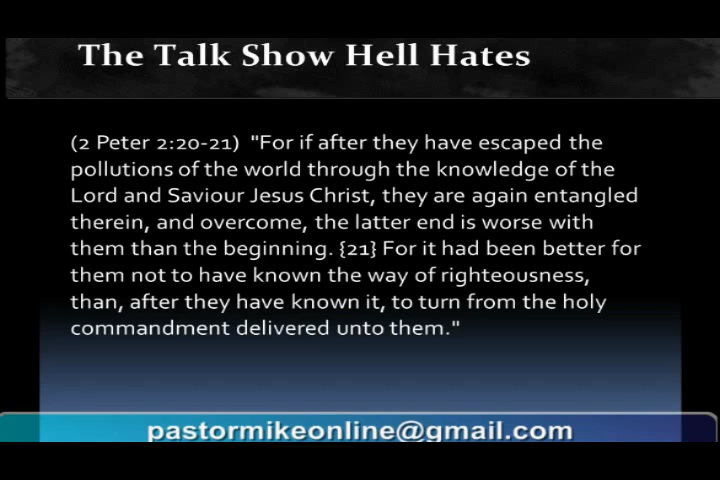 The Talk Show Hell Hates
(2 Peter 2:20-21)  "For if after they have escaped the
pollutions of the world through the knowledge of the
Lord and Saviour Jesus Christ, they are again entangled
therein, and overcome, the latter end is worse with
them than the beginning. {21} For it had been better for
them not to have known the way of righteousness,
than, after they have known it, to turn from the holy
commandment delivered unto them."
pastormikeonline@gmail.com